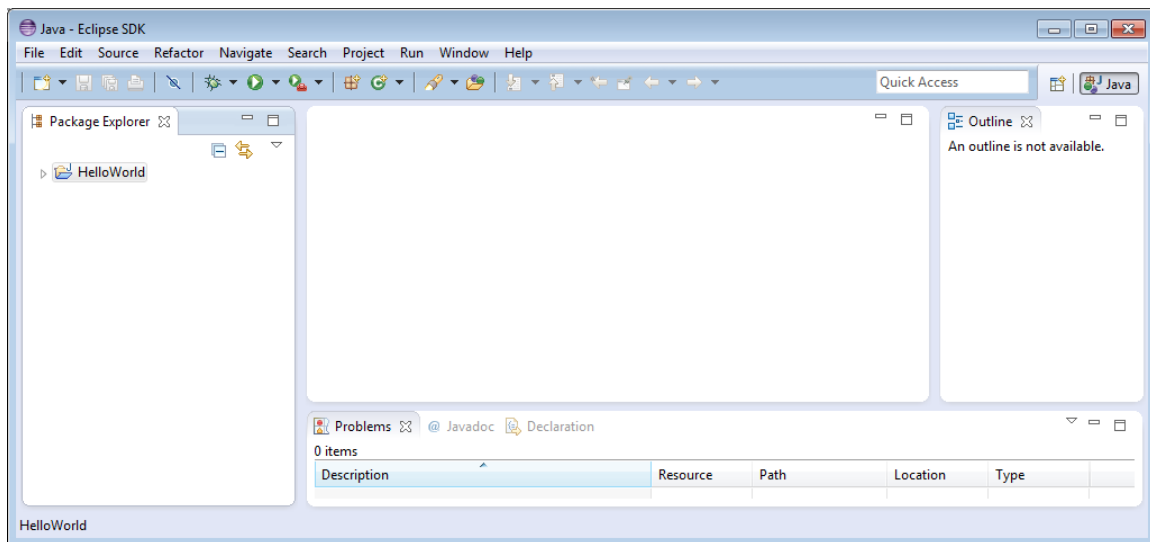 Java - Eclipse SDK
File Edit Source Refactor Navigate Search Project Run Window Help
Quick Access
Java
Package Explorer
HelloWorld
Outline
An outline is not available.
Problems @ Javadoc Declaration
0 items
Description Resource Path Location Type
HelloWorld